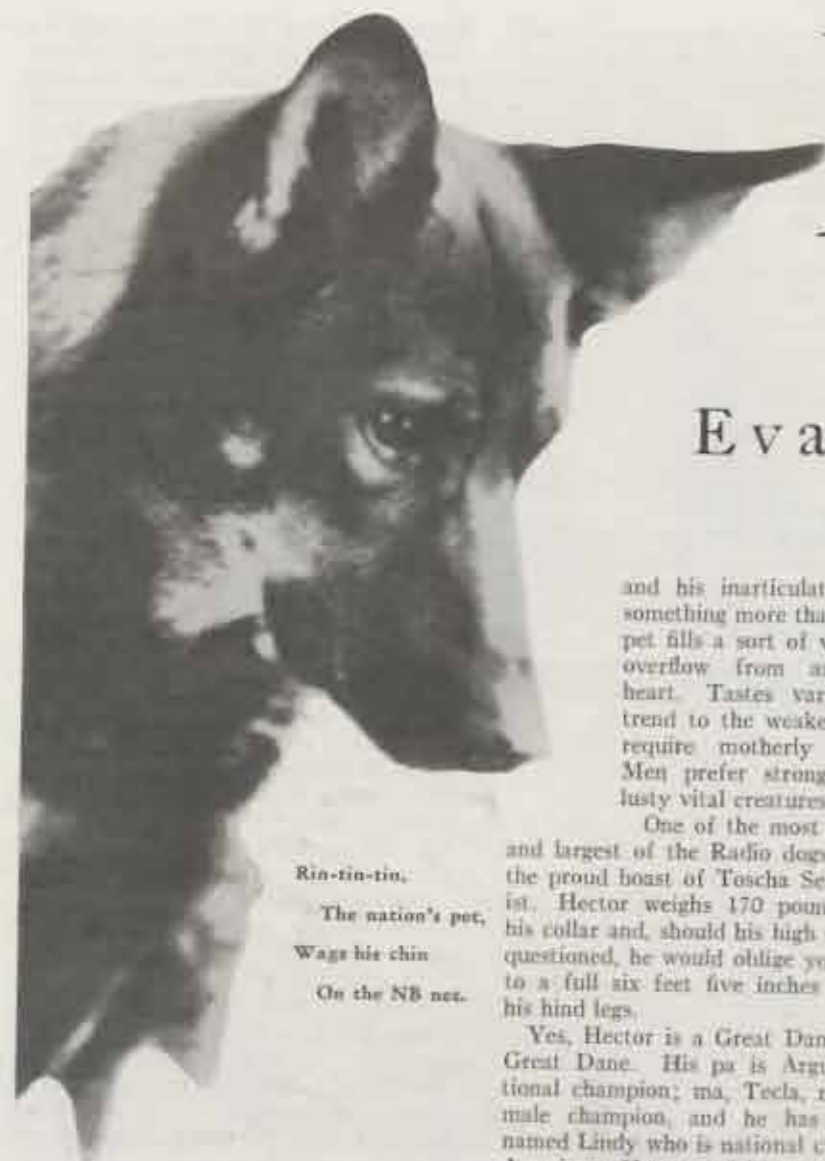 Eva
and his inarticulat
something more tha
pet fills a sort of v
overflow from a
heart. Tastes var
trend to the weake
require motherly
Men prefer strong
lusty vital creatures
One of the most
and largest of the Radio dogs
the proud boast of Toscha Se
ist. Hector weighs 170 poun
his collar and, should his high
questioned, he would oblige yo
to a full six feet five inches
his hind legs.
Yes, Hector is a Great Dan
Great Dane. His pa is Argu
tional champion; ma, Tecla, r
male champion, and he has
named Lindy who is national c
Rin-tin-tin,
The nation's pet,
Wags his chin
On the NB net.